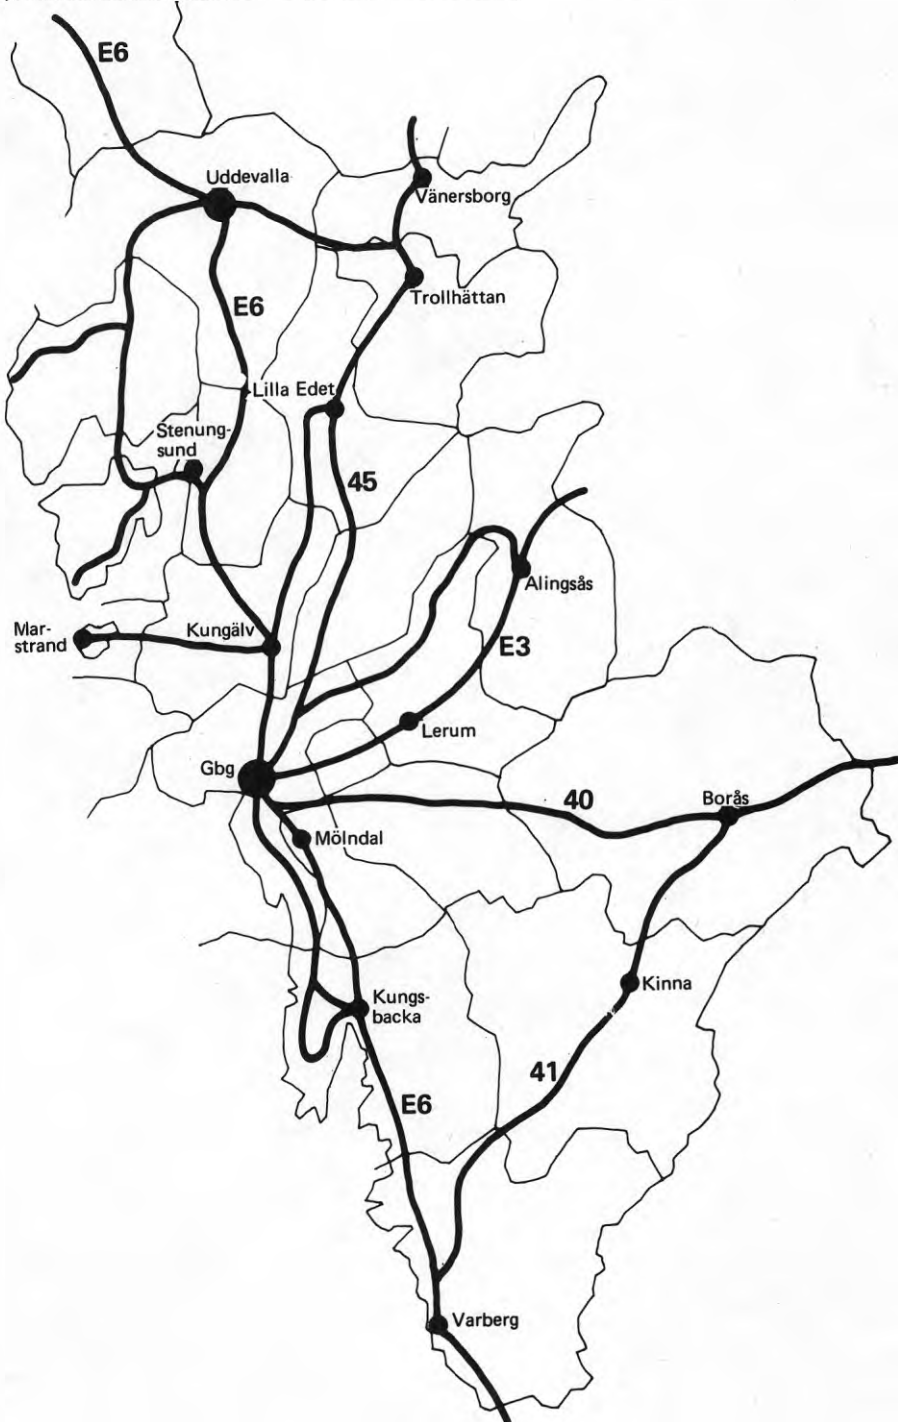 E6
Uddevalla
Vänersborg
Trollhättan
E6
Lilla Edet
Stenung-
sund
45
Alingsås
Mar-
strand
Kungälv
E3
Lerum
Gbg
40
Borås
Mölndal
Kinna
Kungs-
backa
41
E6
Varberg